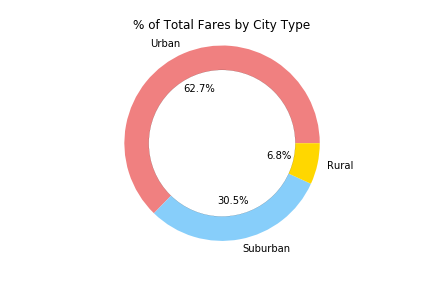 % of Total Fares by City Type
Urban
62.7%
6.8%
Rural
30.5%
Suburban